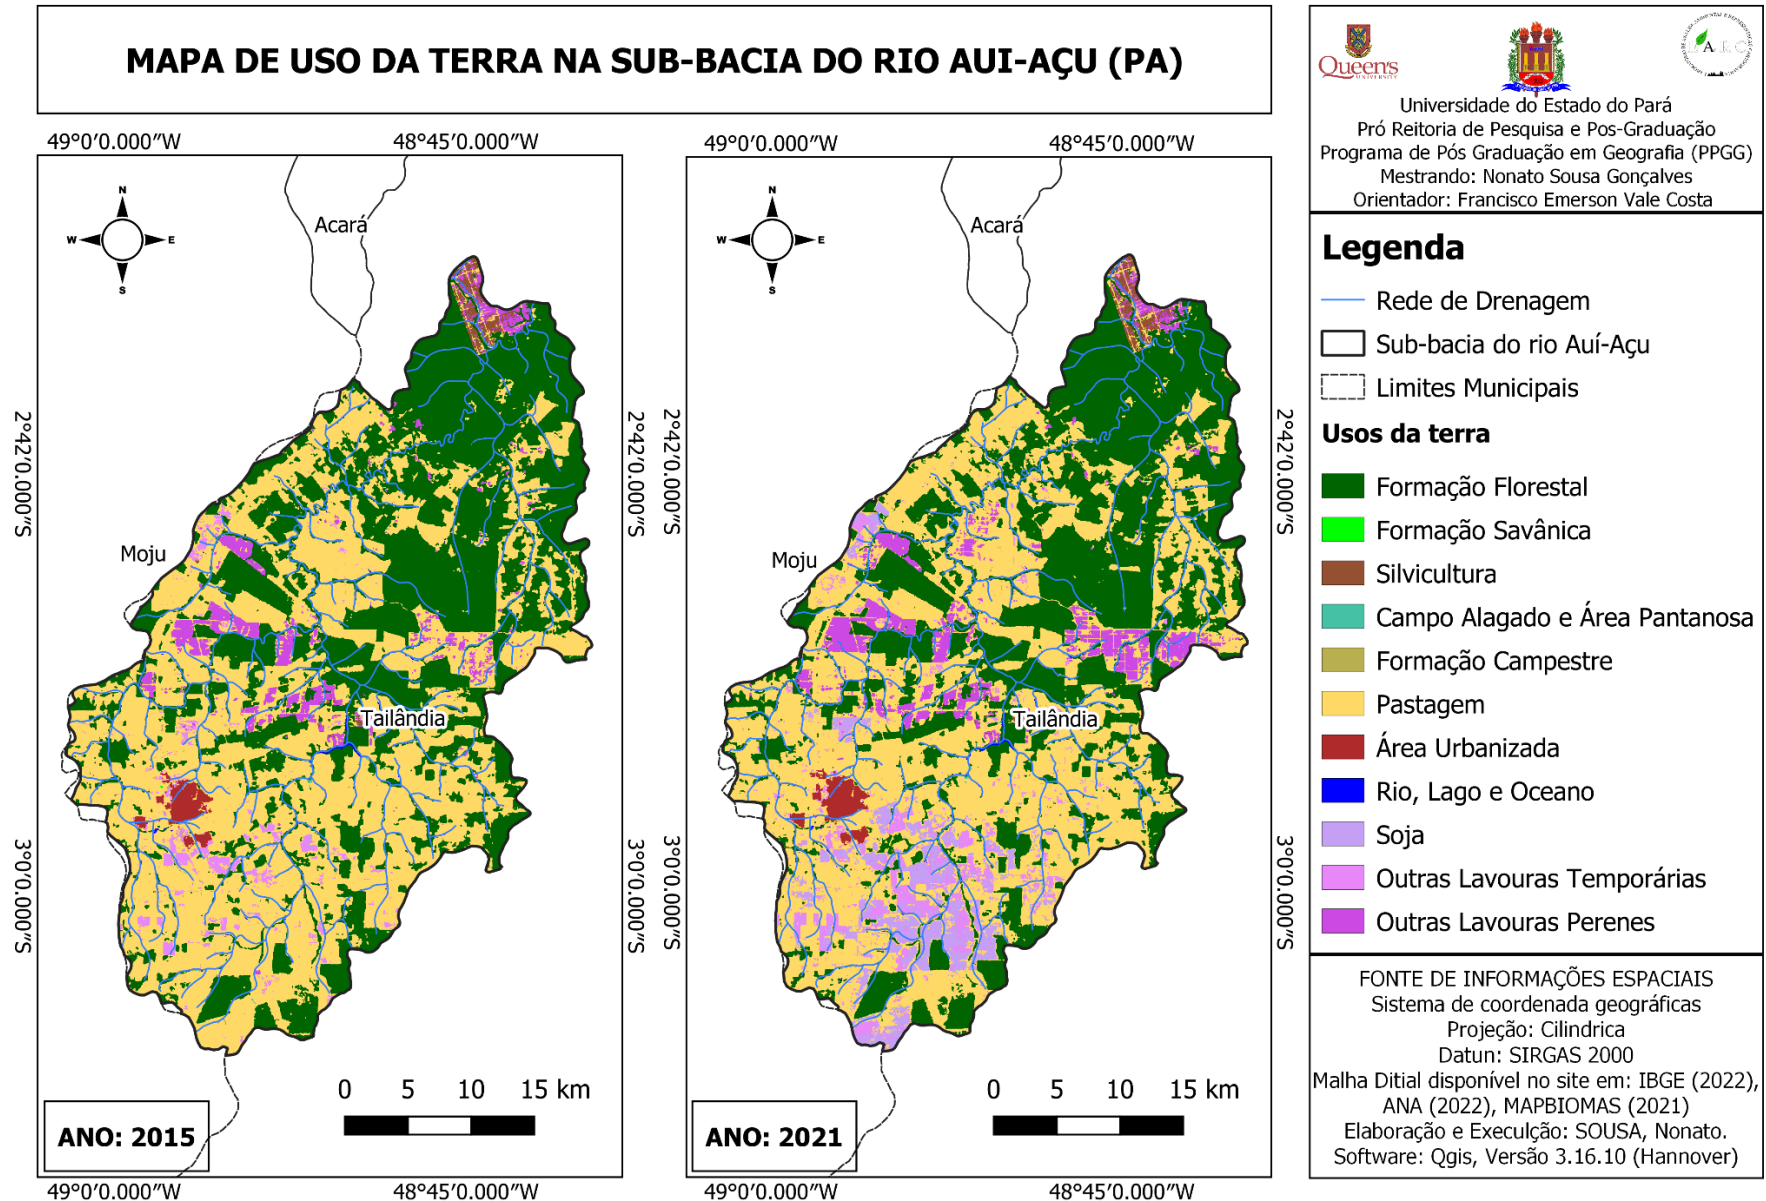 MAPA DE USO DA TERRA NA SUB-BACIA DO RIO AUI-AÇU (PA)
49°0'0.000"W
48°45'0.000"W
N
W
E
S
Acará
Moju
Tailândia
2°42'0.000"S
3°0'0.000"S
2°42'0.000"S
3°0'0.000"S
0 5 10 15 km
ANO: 2015
49°0'0.000"W
48°45'0.000"W
49°0'0.000"W
48°45'0.000"W
N
W
E
S
Acará
Moju
Tailândia
2°42'0.000"S
3°0'0.000"S
2°42'0.000"S
3°0'0.000"S
0 5 10 15 km
ANO: 2021
49°0'0.000"W
48°45'0.000"W
Queen's
UNIVERSITY
Universidade do Estado do Pará
Pró Reitoria de Pesquisa e Pos-Graduação
Programa de Pós Graduação em Geografia (PPGG)
Mestrando: Nonato Sousa Gonçalves
Orientador: Francisco Emerson Vale Costa
Legenda
Rede de Drenagem
Sub-bacia do rio Auí-Açu
Limites Municipais
Usos da terra
Formação Florestal
Formação Savânica
Silvicultura
Campo Alagado e Área Pantanosa
Formação Campestre
Pastagem
Área Urbanizada
Rio, Lago e Oceano
Soja
Outras Lavouras Temporárias
Outras Lavouras Perenes
FONTE DE INFORMAÇÕES ESPACIAIS
Sistema de coordenada geográficas
Projeção: Cilindrica
Datun: SIRGAS 2000
Malha Ditial disponível no site em: IBGE (2022),
ANA (2022), MAPBIOMAS (2021)
Elaboração e Execulção: SOUSA, Nonato.
Software: Qgis, Versão 3.16.10 (Hannover)